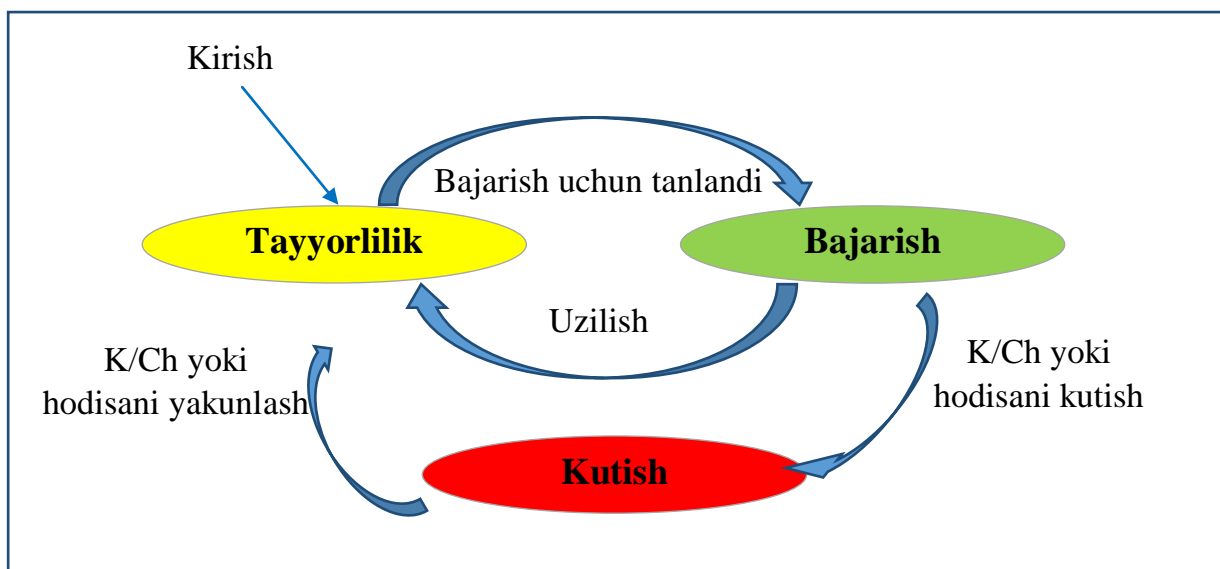 Kirish
Bajarish uchun tanlandi
Tayyorlilik
Bajarish
Uzilish
K/Ch yoki
hodisani yakunlash
K/Ch yoki
hodisani kutish
Kutish